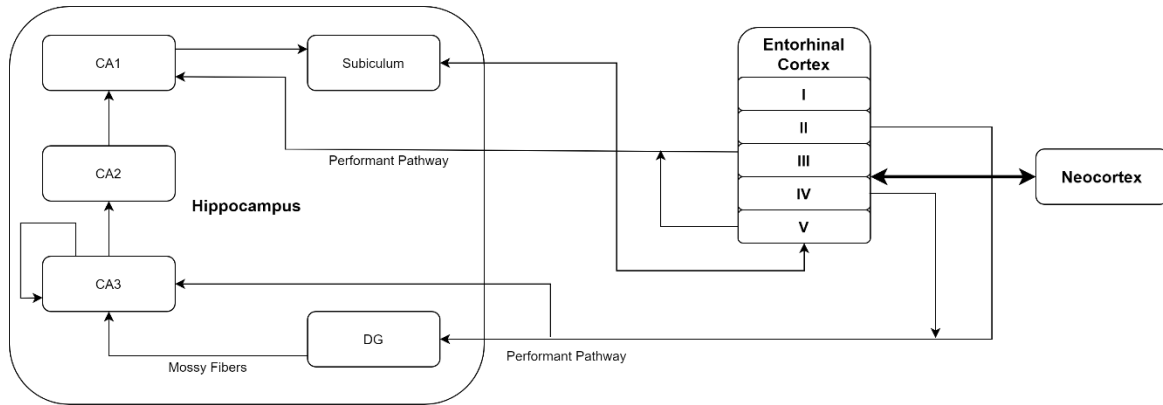 CA1
Subiculum
Entorhinal
Cortex
I
II
III
IV
V
Performant Pathway
Neocortex
CA2
Hippocampus
CA3
DG
Mossy Fibers
Performant Pathway